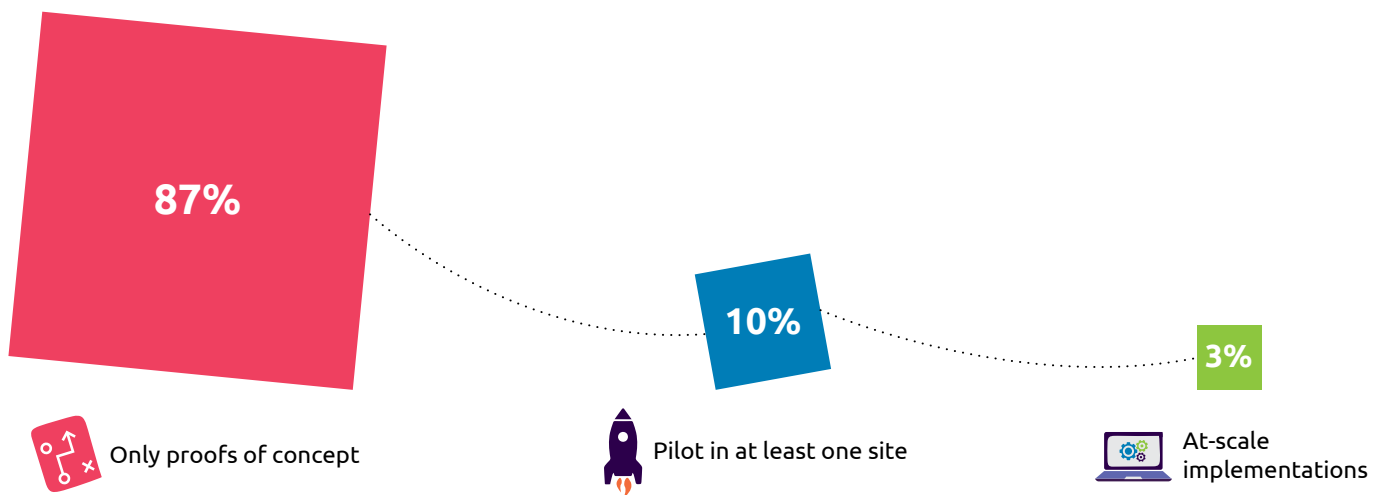 87%
10%
3%
Only proofs of concept
Pilot in at least one site
At-scale
implementations